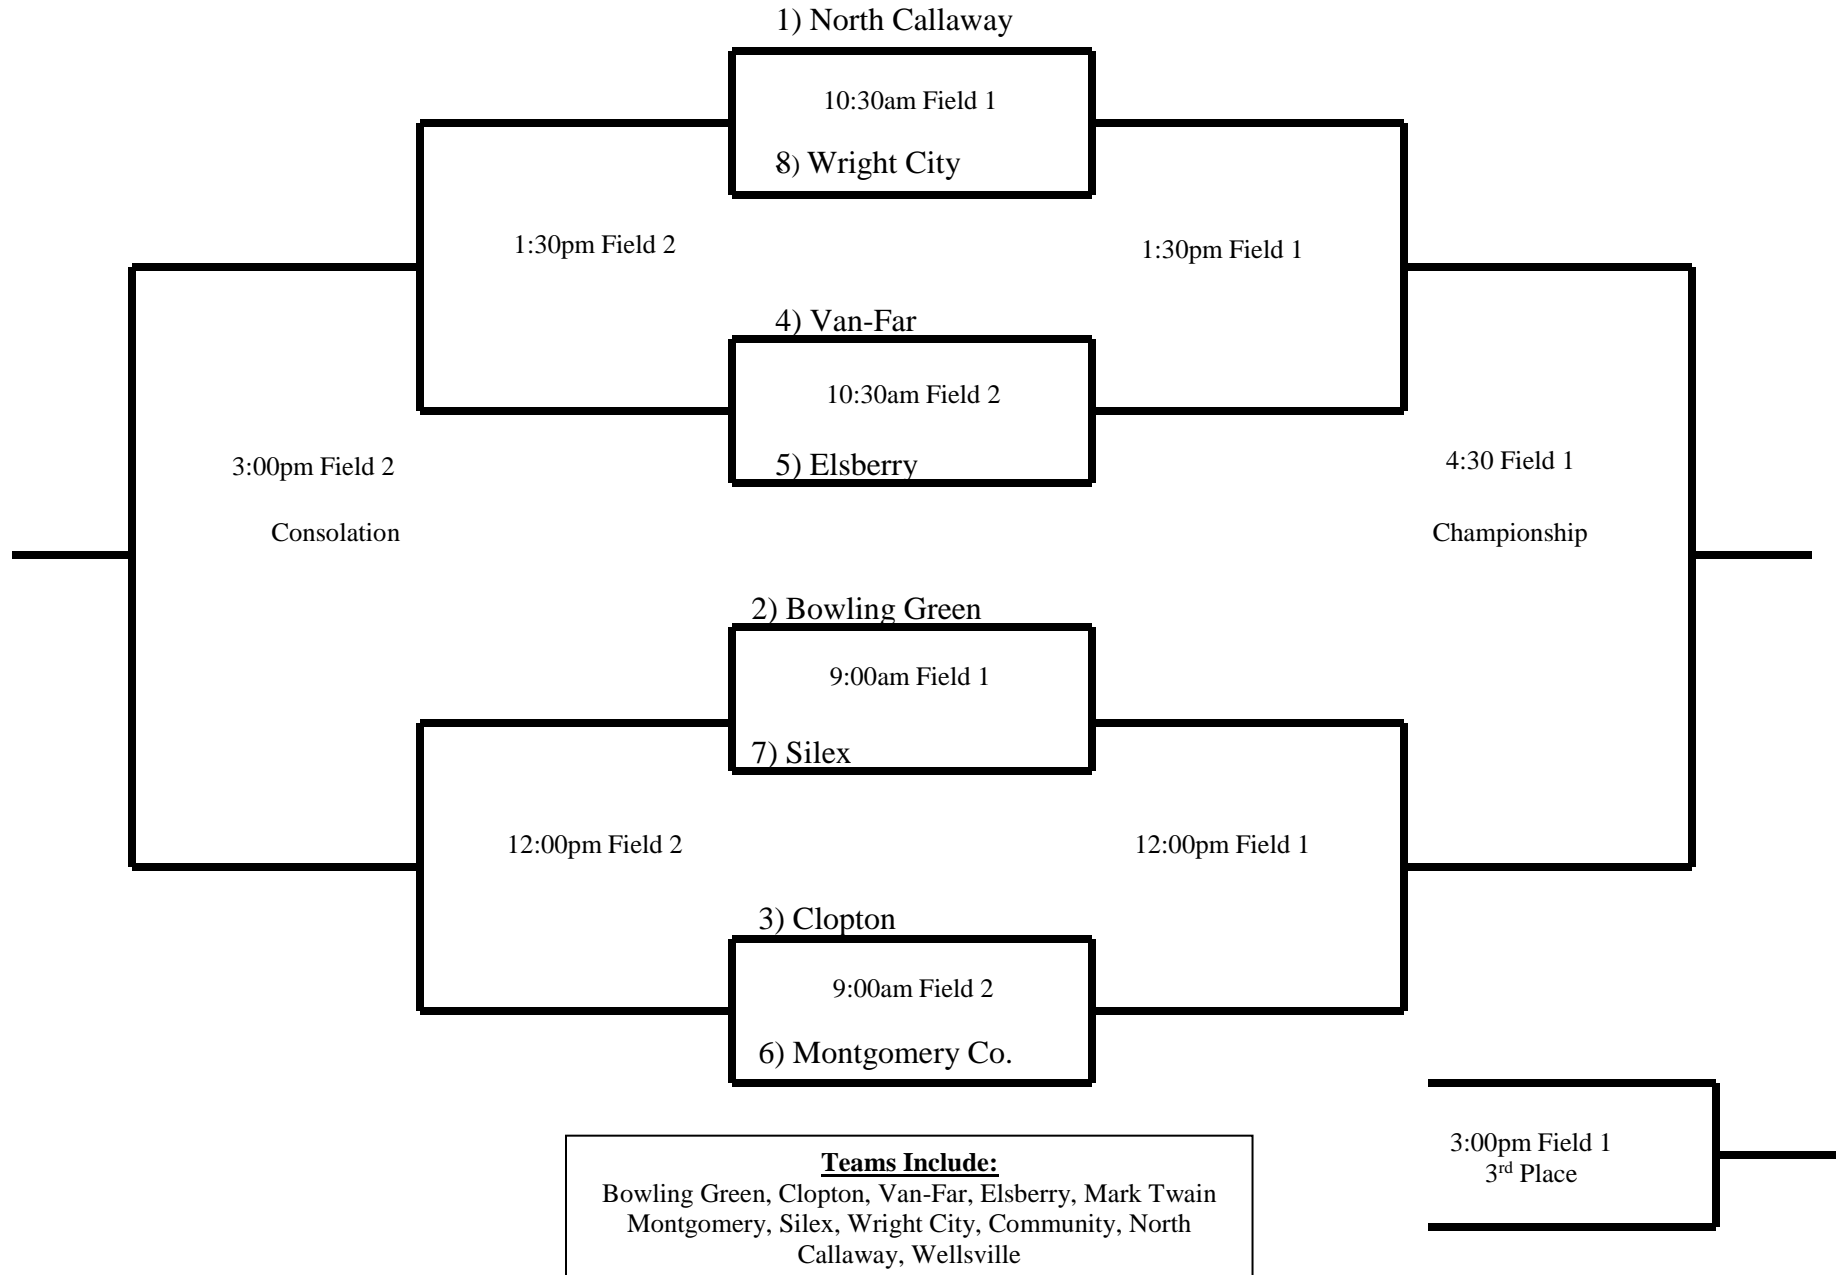 1) North Callaway
10:30am Field 1
8) Wright City
1:30pm Field 2
1:30pm Field 1
4) Van-Far
10:30am Field 2
5) Elsberry
3:00pm Field 2
4:30 Field 1
Consolation
Championship
2) Bowling Green
9:00am Field 1
7) Silex
12:00pm Field 2
12:00pm Field 1
3) Clopton
9:00am Field 2
6) Montgomery Co.
3:00pm Field 1
3rd Place
Teams Include:
Bowling Green, Clopton, Van-Far, Elsberry, Mark Twain
Montgomery, Silex, Wright City, Community, North
Callaway, Wellsville